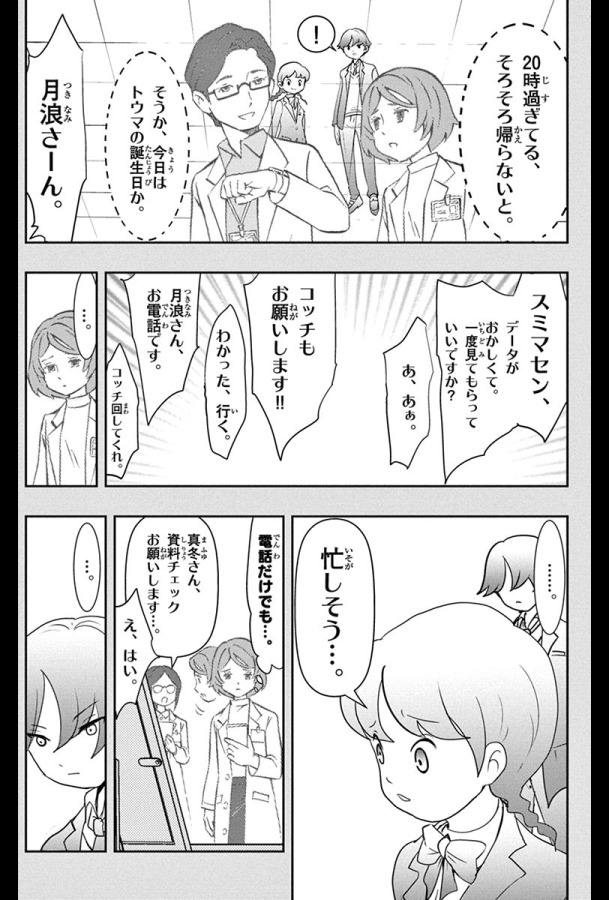 20時過ぎてる、
そろそろ帰らないと。
！
そうか、今日は
トウマの誕生日か。
月浪さーん。
スミマセン、
データが
おかしくて。
一度見てもらって
いいですか？
あ、あぁ。
コッチも
お願いします!!
わかった、行く。
月浪さん、
お電話です。
コッチ回してくれ。
…。
……。
忙しそう…。
電話だけでも…。
真冬さん、
資料チェック
お願いします…。
え、はい。
…。